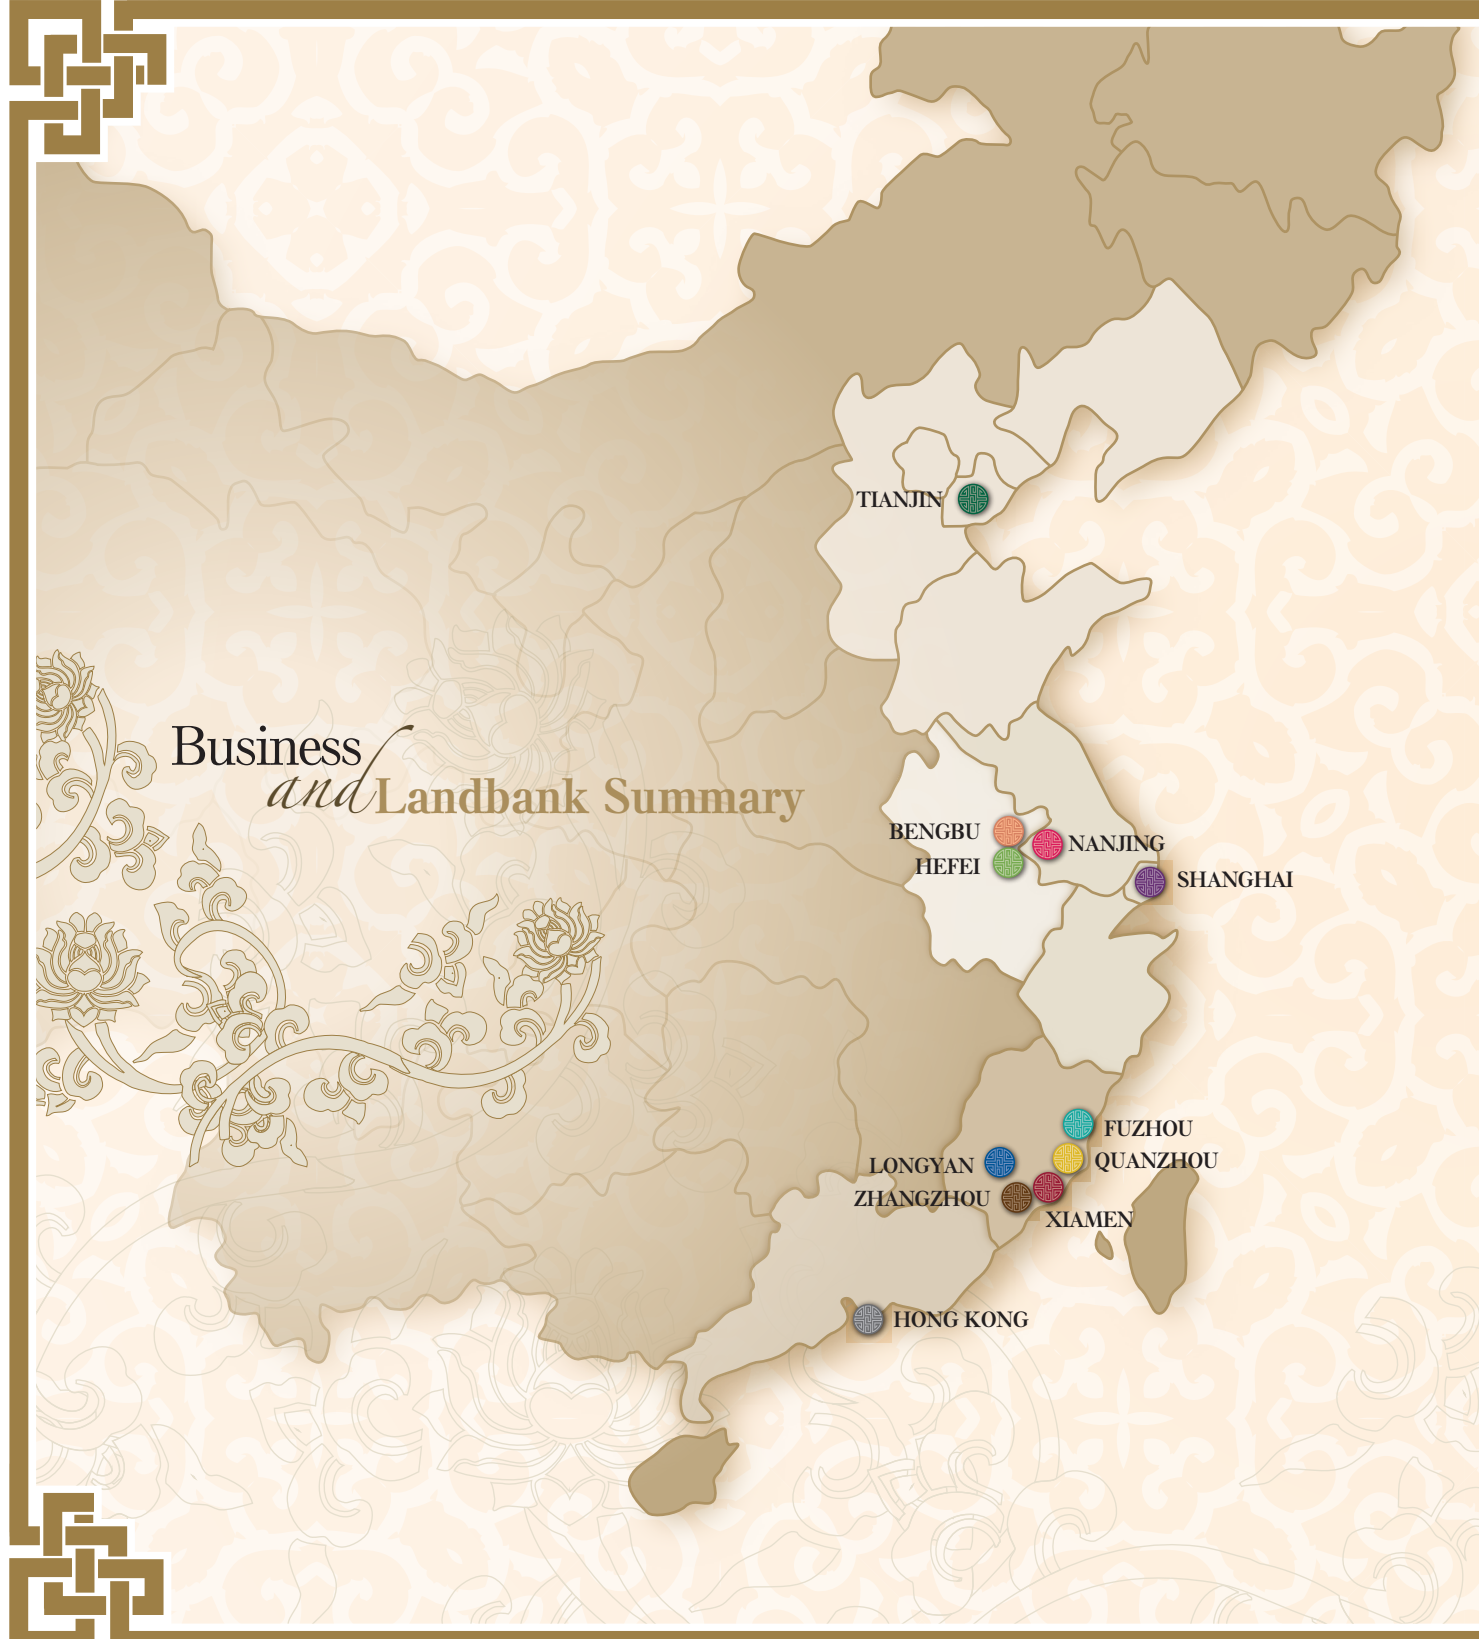 Business
and Landbank Summary
TIANJIN
BENGBU
NANJING
HEFEI
SHANGHAI
FUZHOU
QUANZHOU
LONGYAN
ZHANGZHOU
XIAMEN
HONG KONG